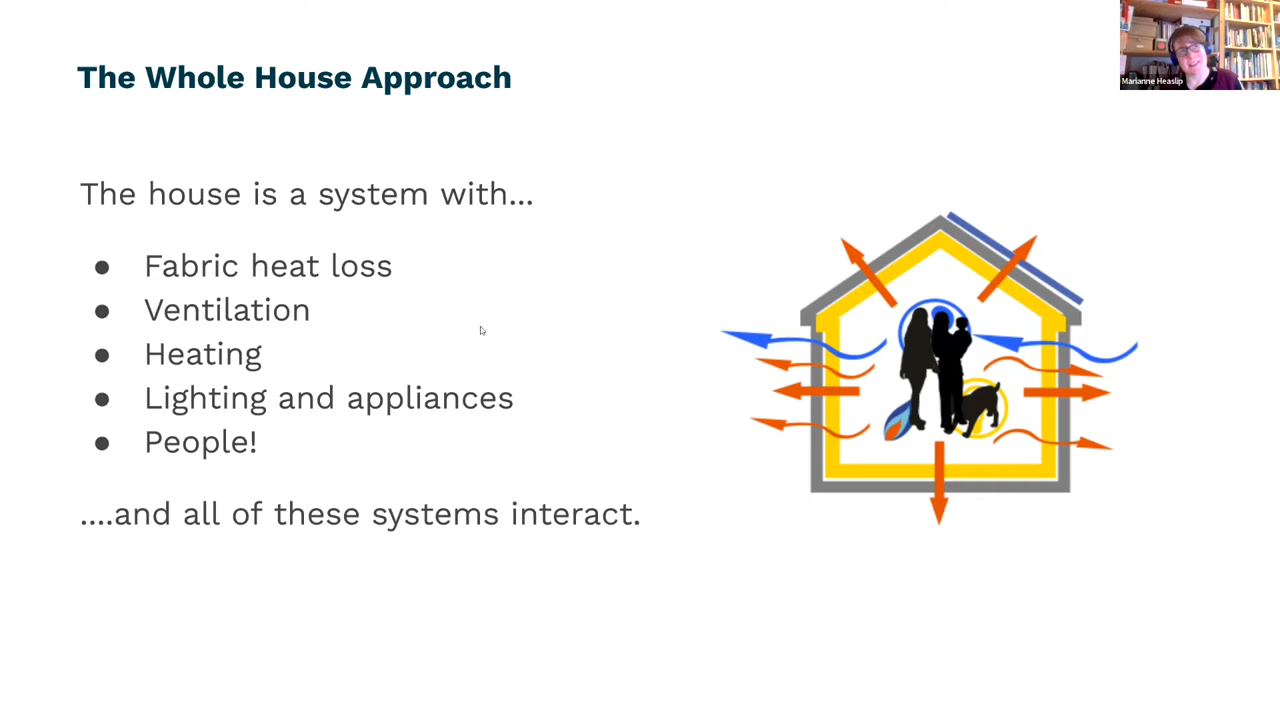 The Whole House Approach
Marianne Heaslip
The house is a system with...
● Fabric heat loss
● Ventilation
● Heating
● Lighting and appliances
● People!
....and all of these systems interact.